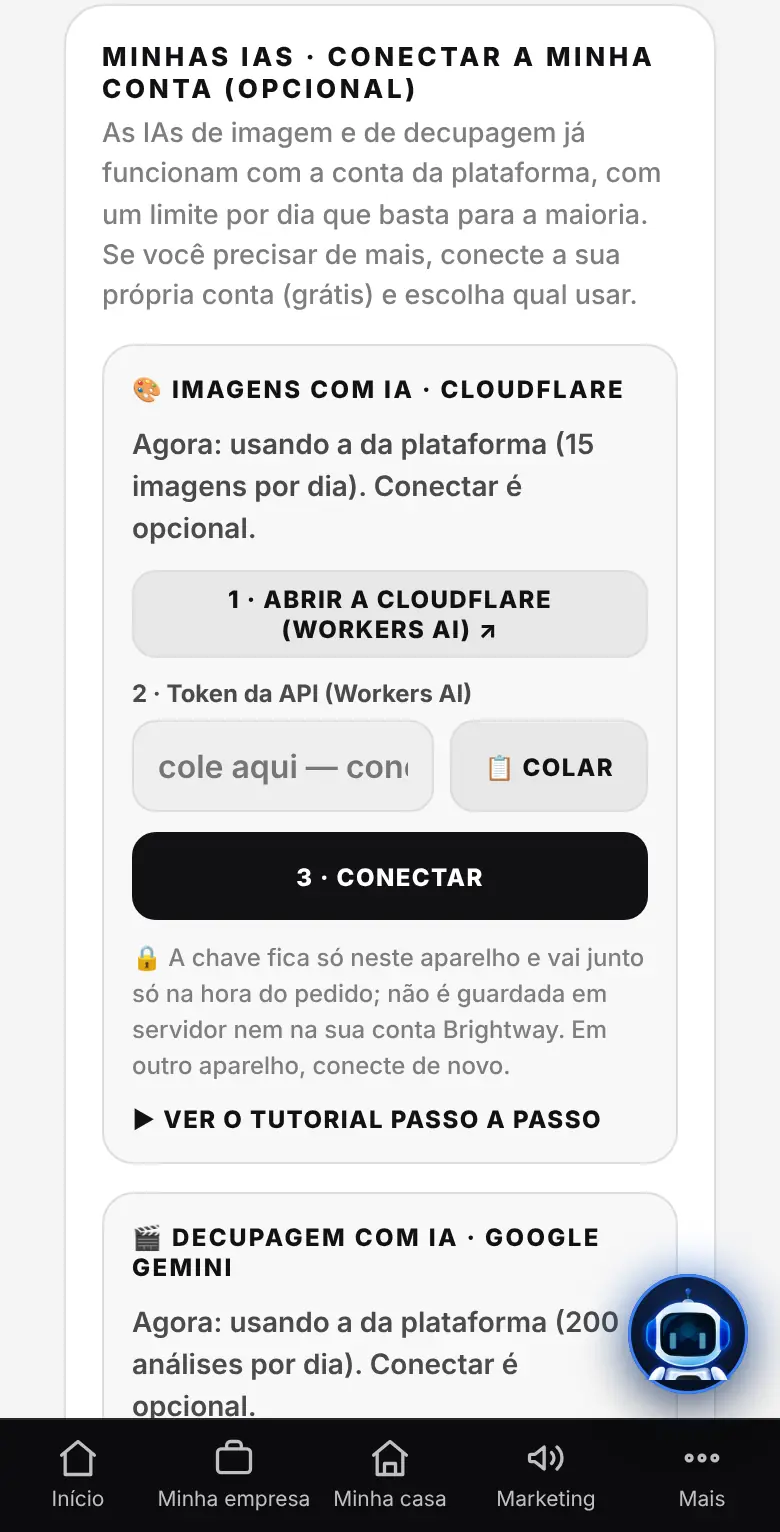 MINHAS IAS · CONECTAR A MINHA
CONTA (OPCIONAL)
As IAs de imagem e de decupagem já
funcionam com a conta da plataforma, com
um limite por dia que basta para a maioria.
Se você precisar de mais, conecte a sua
própria conta (grátis) e escolha qual usar.
🎨 IMAGENS COM IA · CLOUDFLARE
Agora: usando a da plataforma (15
imagens por dia). Conectar é
opcional.
1 · ABRIR A CLOUDFLARE
(WORKERS AI) ↗
2 · Token da API (Workers AI)
cole aqui — con
📋 COLAR
3 · CONECTAR
🔒 A chave fica só neste aparelho e vai junto
só na hora do pedido; não é guardada em
servidor nem na sua conta Brightway. Em
outro aparelho, conecte de novo.
▶ VER O TUTORIAL PASSO A PASSO
🎬 DECUPAGEM COM IA · GOOGLE
GEMINI
Agora: usando a da plataforma (200
análises por dia). Conectar é
opcional.
Início
Minha empresa
Minha casa
Marketing
Mais